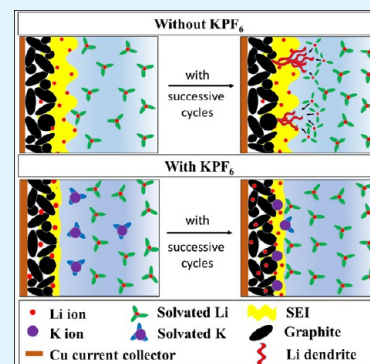 Without KPF6
with
successive
cycles
With KPF6
with
successive
cycles
Li ion
Solvated Li
SEI
K ion
Solvated K
Graphite
Cu current collector
Li dendrite